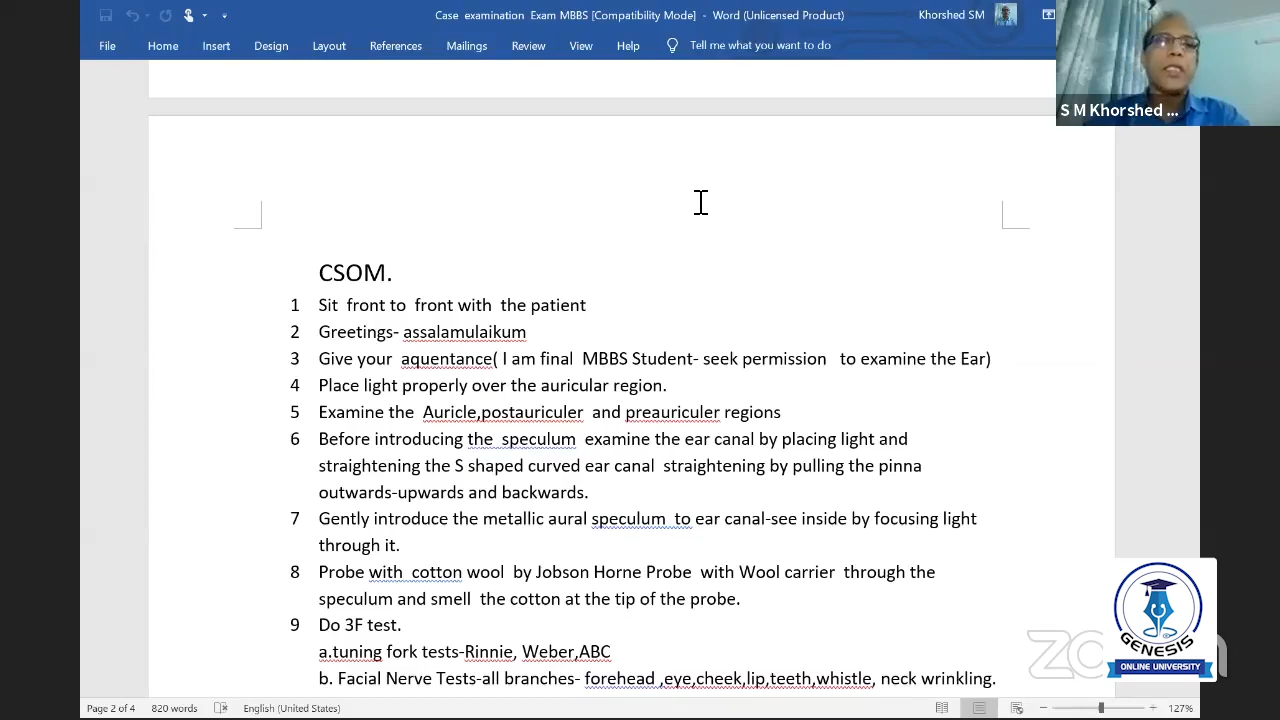 Case examination Exam MBBS [Compatibility Mode] - Word (Unlicensed Product)
Khorshed SM
File Home Insert Design Layout References Mailings Review View Help Tell me what you want to do
S M Khorshed ...
CSOM.
1 Sit front to front with the patient
2 Greetings- assalamulaikum
3 Give your aquentance( I am final MBBS Student- seek permission to examine the Ear)
4 Place light properly over the auricular region.
5 Examine the Auricle,postauriculer and preauriculer regions
6 Before introducing the speculum examine the ear canal by placing light and
straightening the S shaped curved ear canal straightening by pulling the pinna
outwards-upwards and backwards.
7 Gently introduce the metallic aural speculum to ear canal-see inside by focusing light
through it.
8 Probe with cotton wool by Jobson Horne Probe with Wool carrier through the
speculum and smell the cotton at the tip of the probe.
9 Do 3F test.
a.tuning fork tests-Rinnie, Weber,ABC
b. Facial Nerve Tests-all branches- forehead ,eye,cheek,lip,teeth,whistle, neck wrinkling.
GENESIS
ONLINE UNIVERSITY
Page 2 of 4 820 words English (United States) 127%